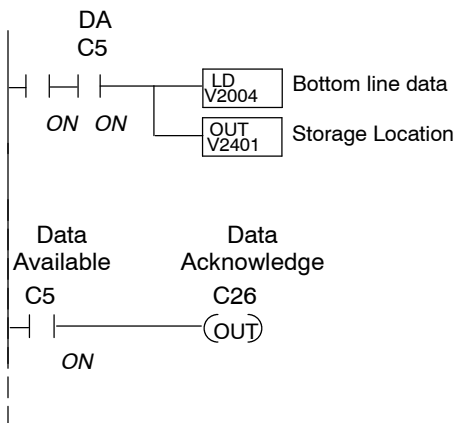 DA
C5
LD
V2004
Bottom line data
ON ON
OUT
V2401
Storage Location
Data
Available
Data
Acknowledge
C5
C26
OUT
ON